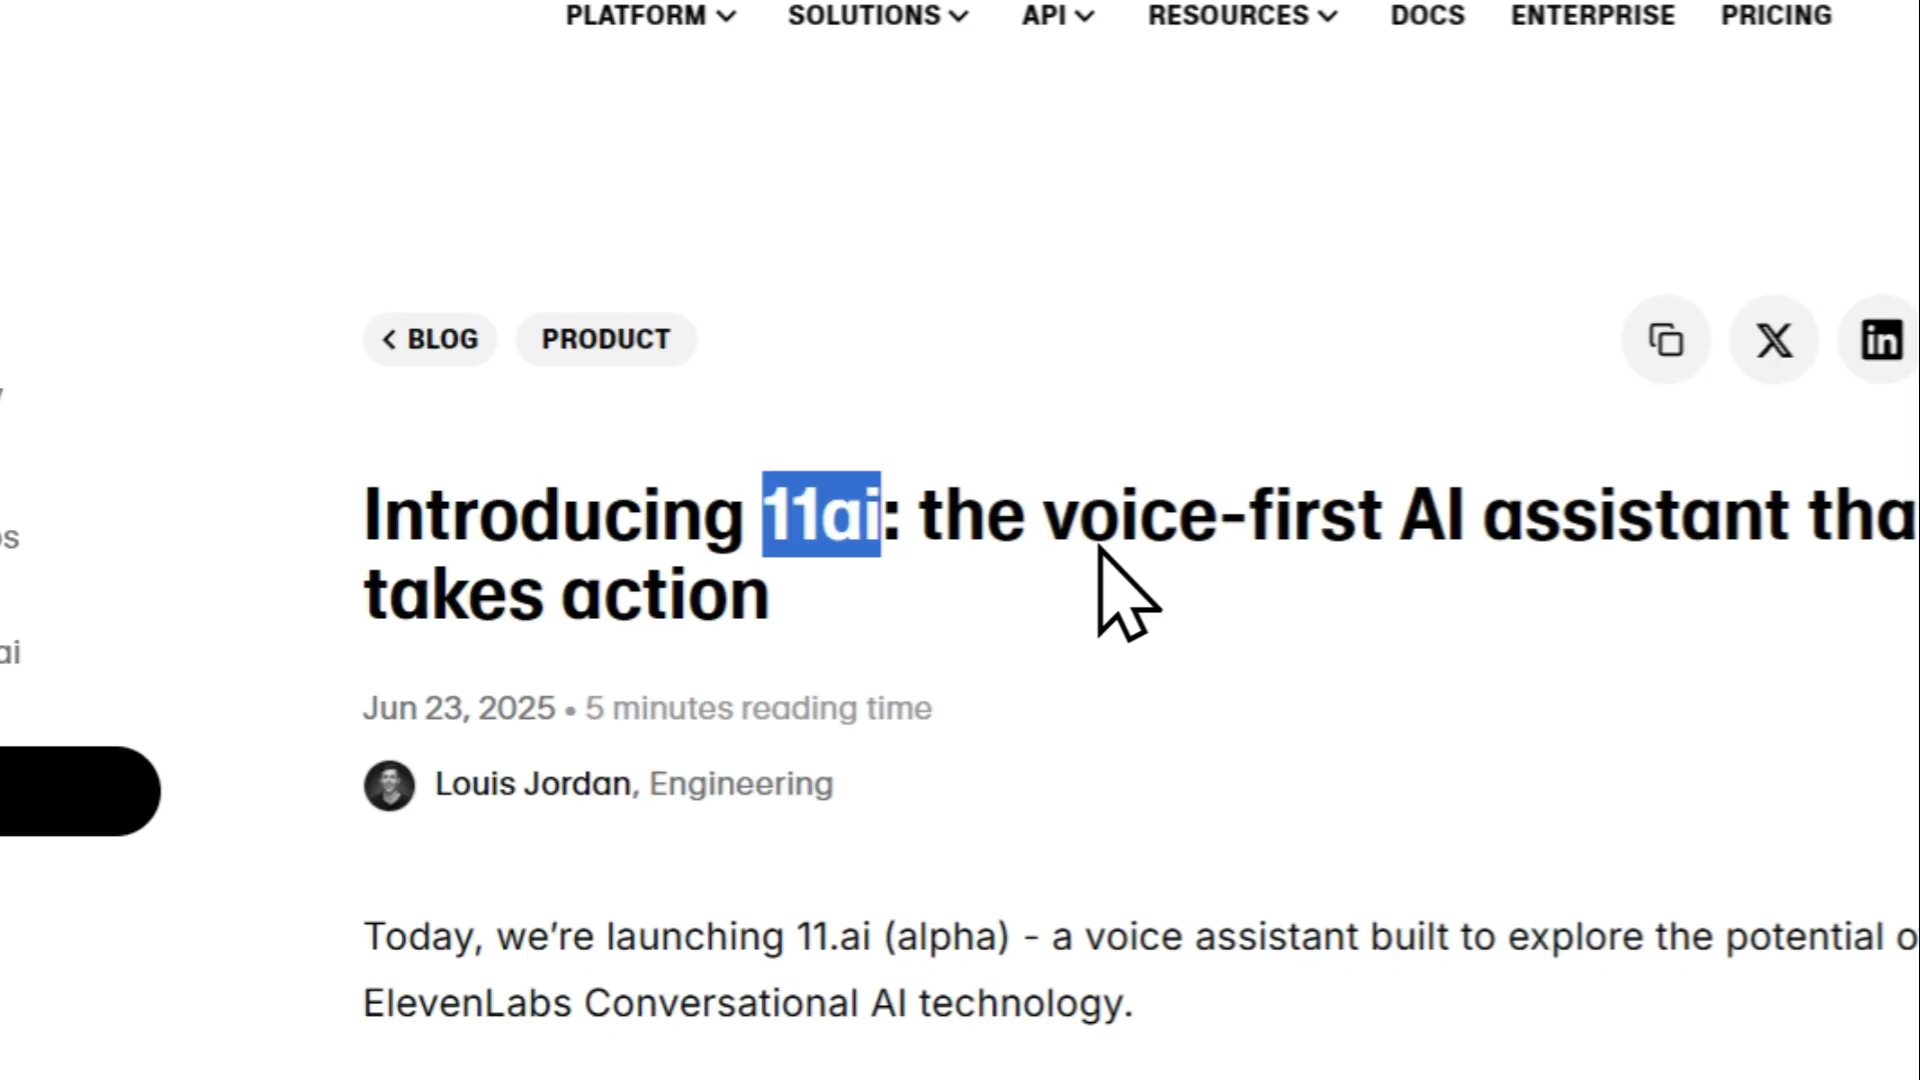 PLATFORM SOLUTIONS API RESOURCES DOCS ENTERPRISE PRICING
BLOG PRODUCT
Introducing 11ai: the voice-first AI assistant tha
takes action
ai
Jun 23, 2025 • 5 minutes reading time
Louis Jordan, Engineering
Today, we’re launching 11.ai (alpha) - a voice assistant built to explore the potential o
ElevenLabs Conversational AI technology.